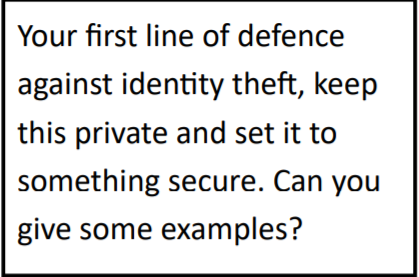 Your first line of defence
against identity theft, keep
this private and set it to
something secure. Can you
give some examples?